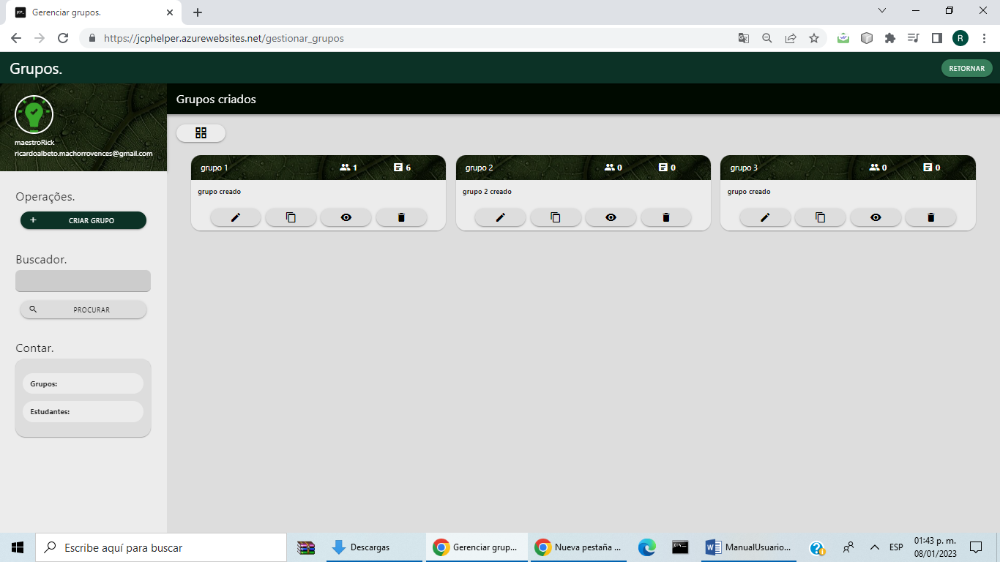 Gerenciar grupos.
https://jcphelper.azurewebsites.net/gestionar_grupos
R
Grupos.
RETORNAR
maestroRick
ricardoalbeto.machorrovences@gmail.com
Grupos criados
Operações.
+ CRIAR GRUPO
Buscador.
PROCURAR
Contar.
Grupos:
Estudantes:
grupo 1 1 6
grupo creado
grupo 2 0 0
grupo 2 creado
grupo 3 0 0
grupo creado
Escribe aquí para buscar
Descargas
Gerenciar grup...
Nueva pestaña ...
ManualUsuario...
ESP
01:43 p. m.
08/01/2023